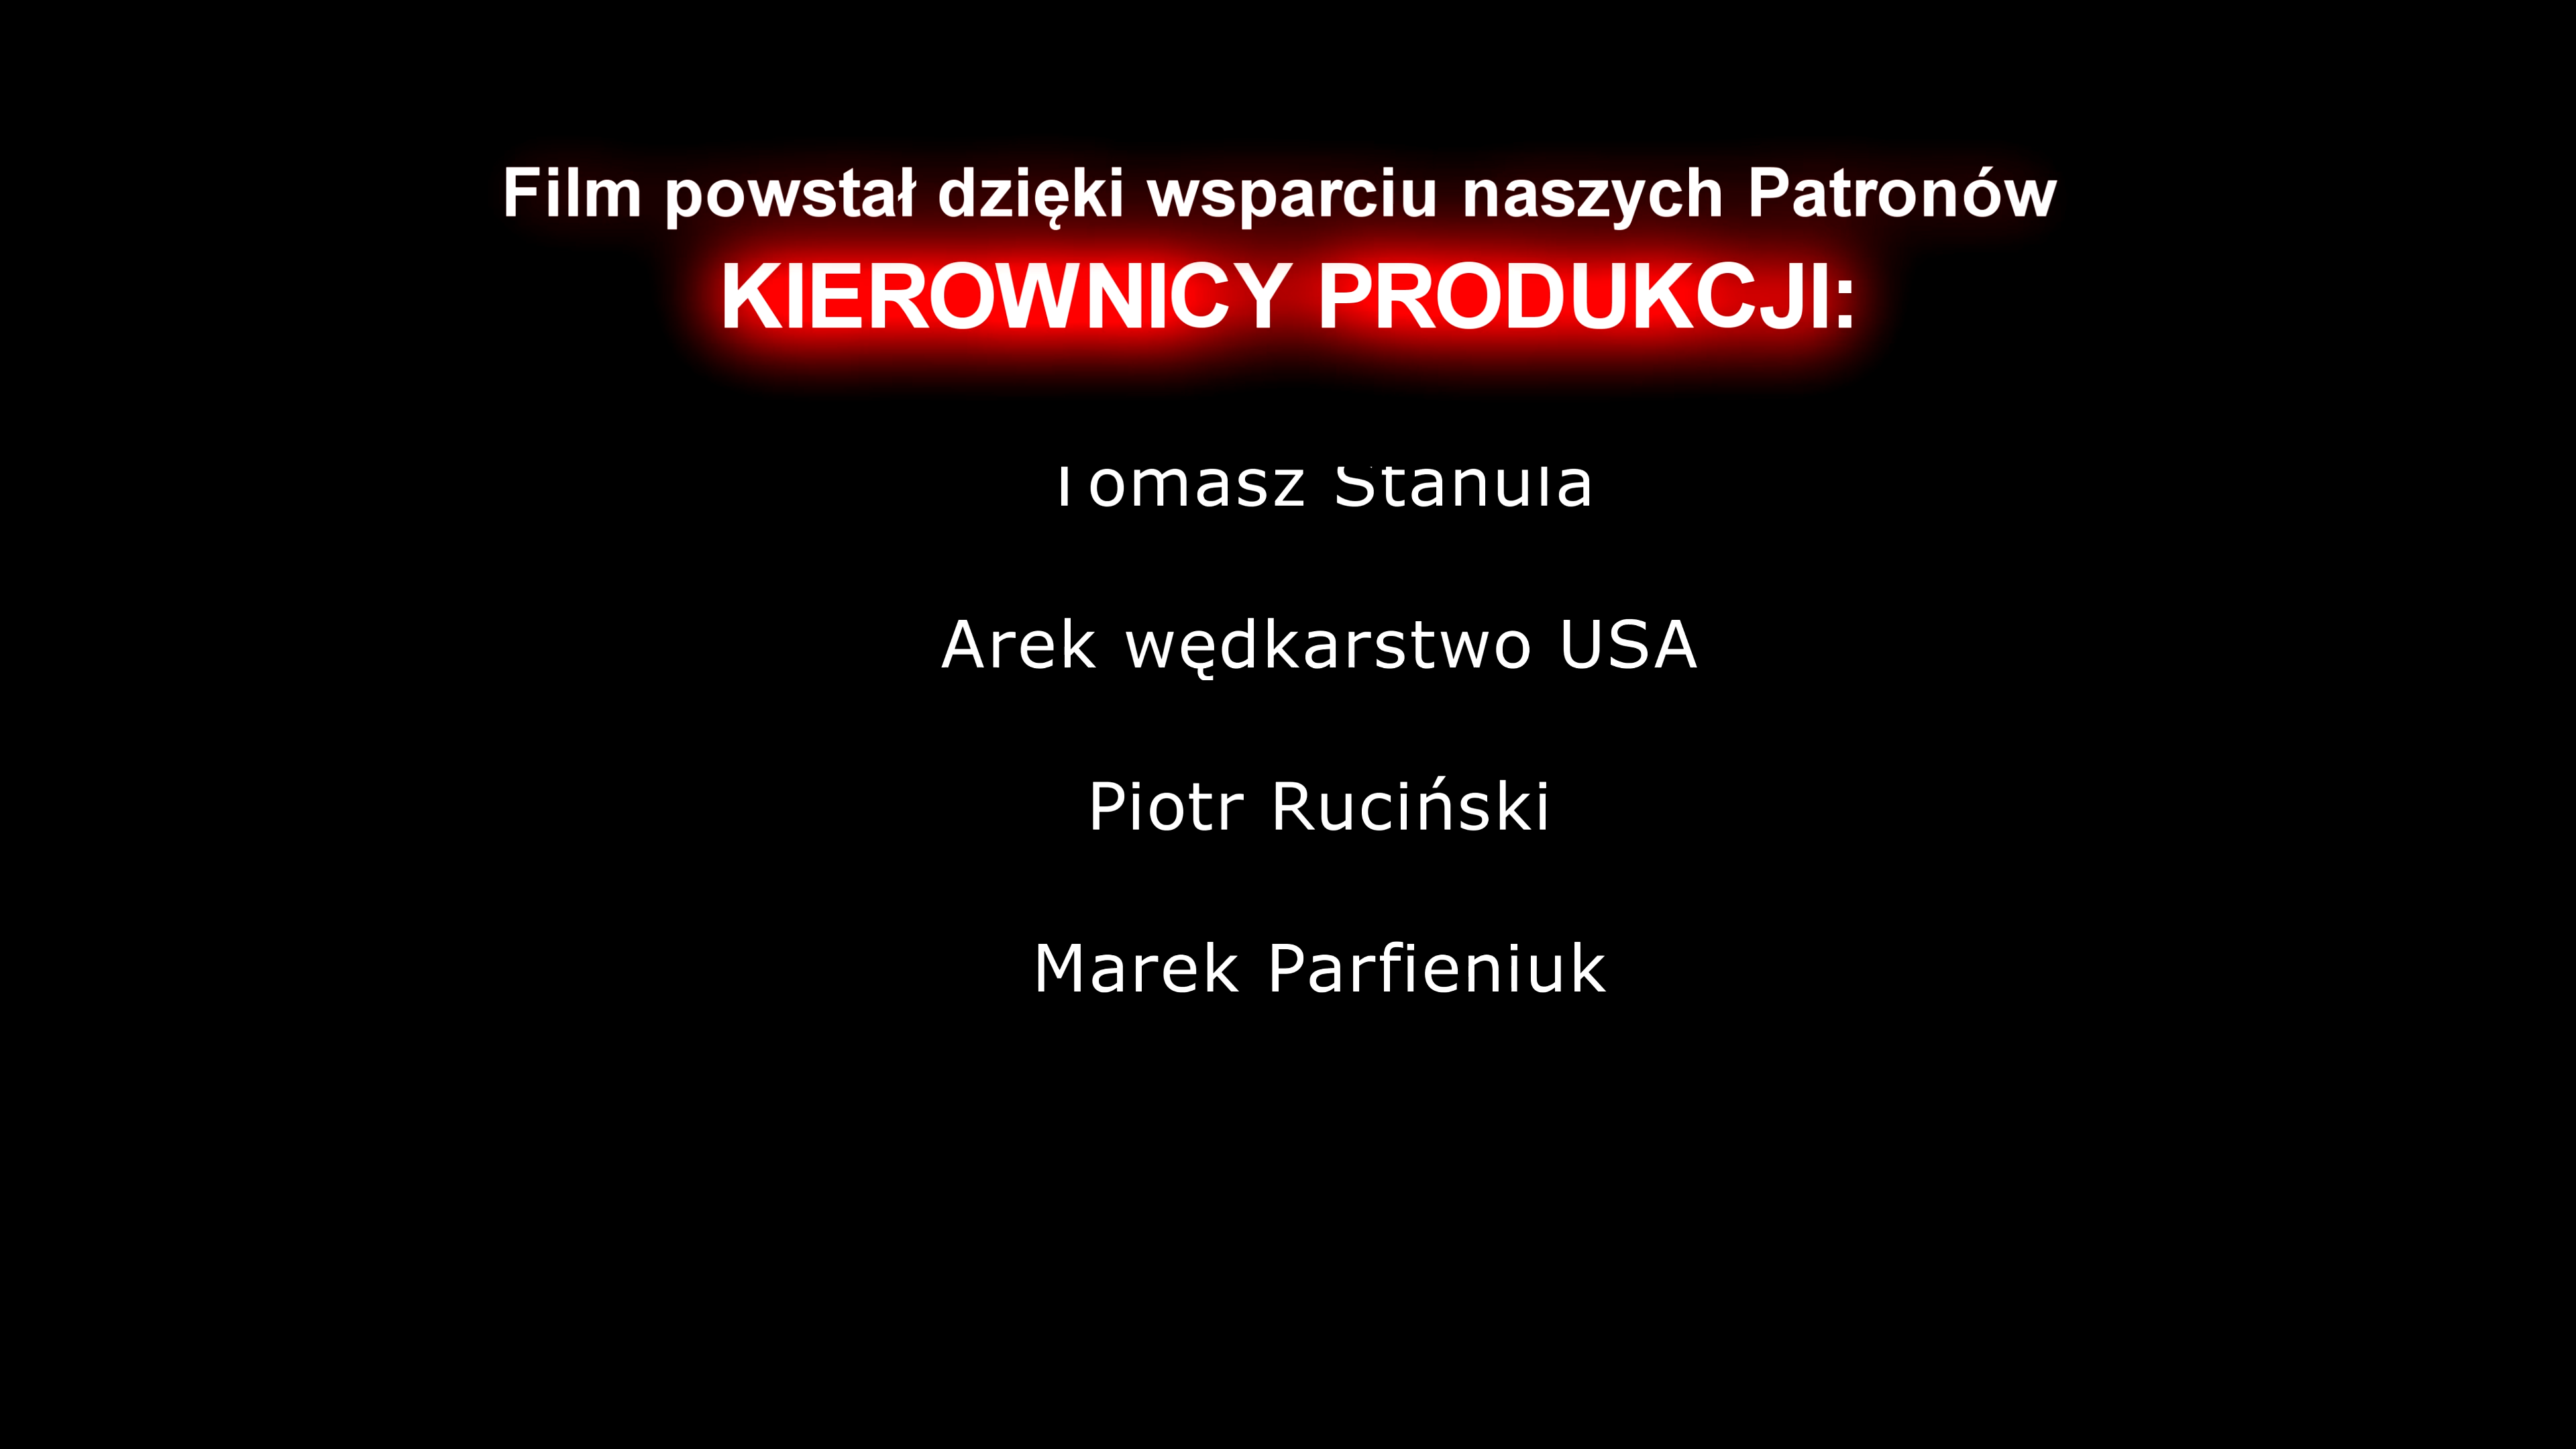 Film powstał dzięki wsparciu naszych Patronów
KIEROWNICY PRODUKCJI:
Tomasz Stanula
Arek wędkarstwo USA
Piotr Ruciński
Marek Parfieniuk